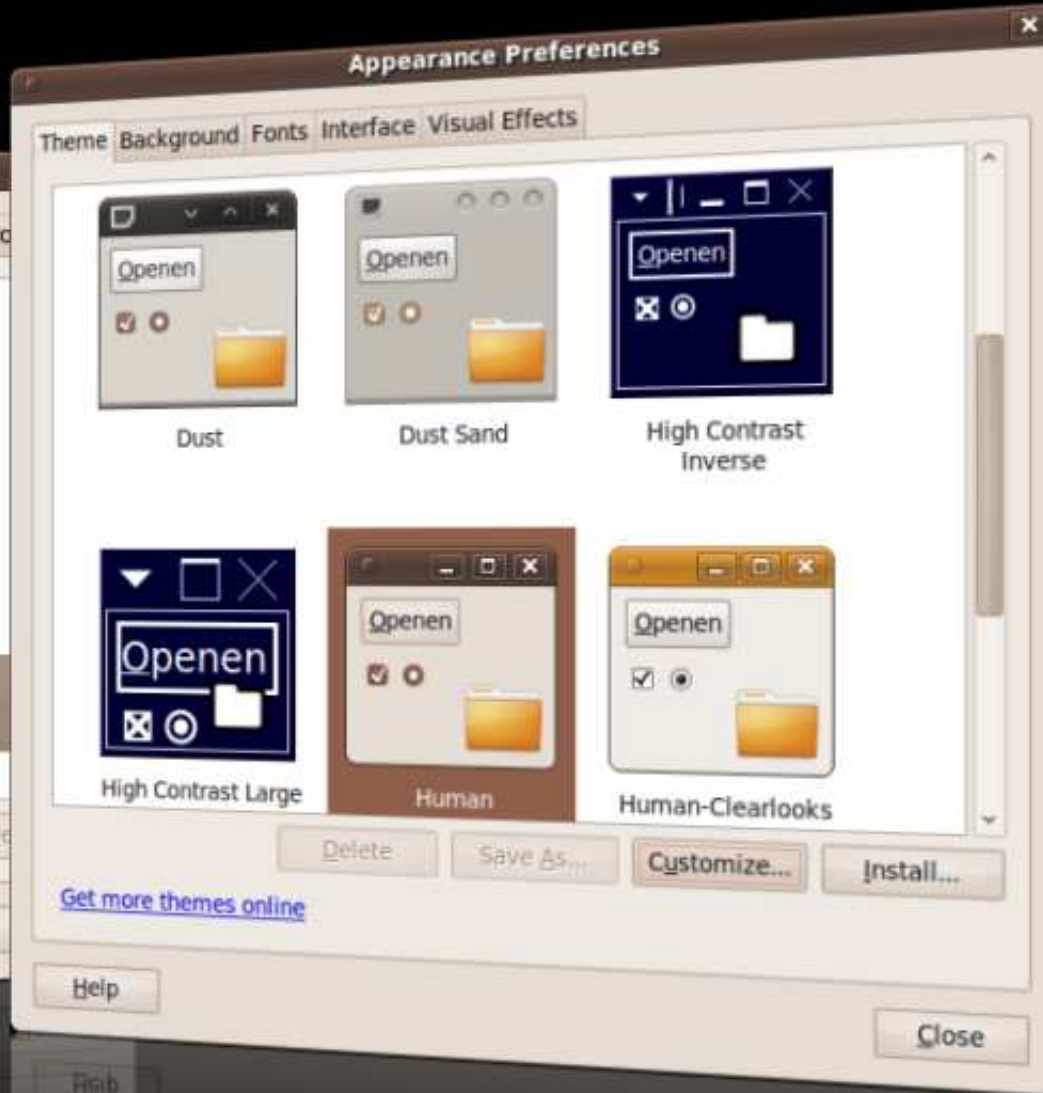 Appearance Preferences
Theme Background Fonts Interface Visual Effects
Openen
Openen
Openen
Dust
Dust Sand
High Contrast
Inverse
Openen
Openen
Openen
High Contrast Large
Human
Human-Clearlooks
Delete
Save As...
Customize...
Install...
Get more themes online
Help
Close